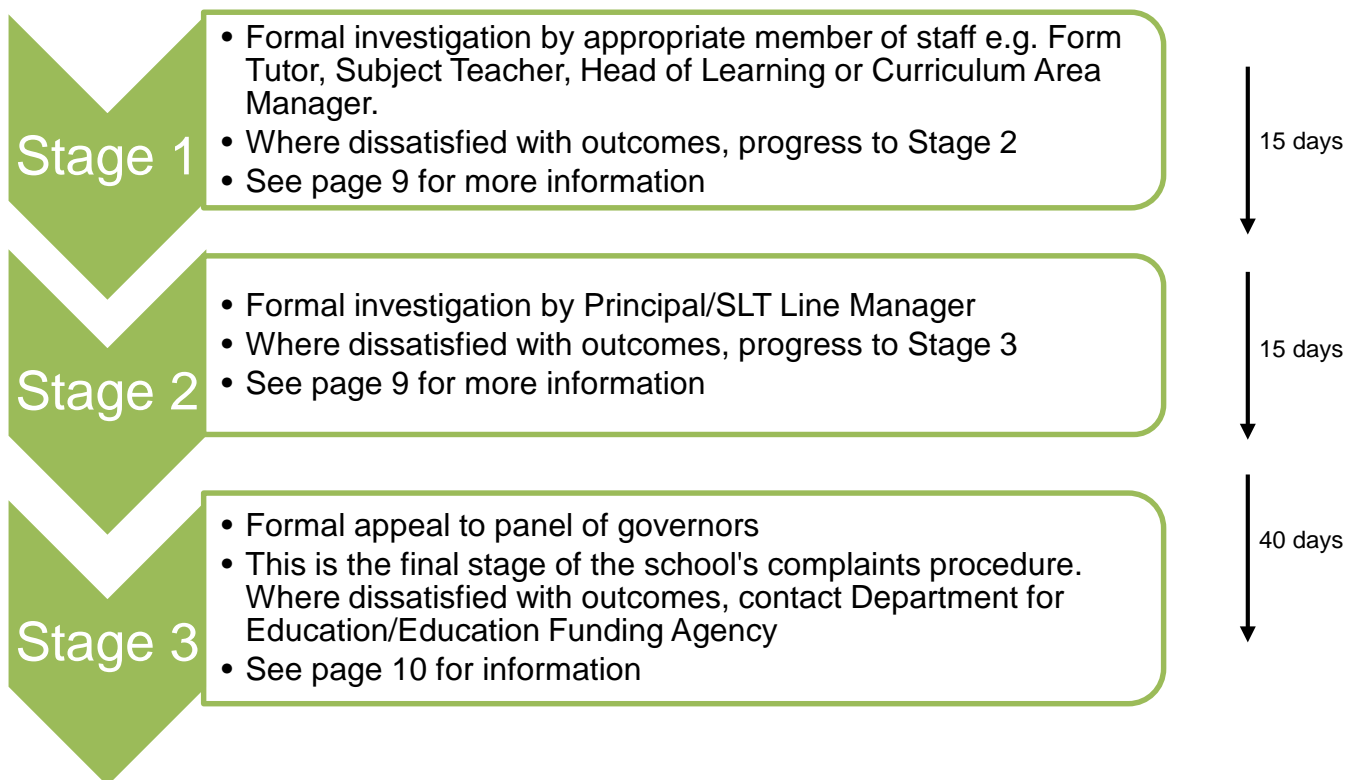 Stage 1
• Formal investigation by appropriate member of staff e.g. Form
Tutor, Subject Teacher, Head of Learning or Curriculum Area
Manager.
• Where dissatisfied with outcomes, progress to Stage 2
• See page 9 for more information
15 days
Stage 2
• Formal investigation by Principal/SLT Line Manager
• Where dissatisfied with outcomes, progress to Stage 3
• See page 9 for more information
15 days
Stage 3
• Formal appeal to panel of governors
• This is the final stage of the school's complaints procedure.
Where dissatisfied with outcomes, contact Department for
Education/Education Funding Agency
• See page 10 for information
40 days